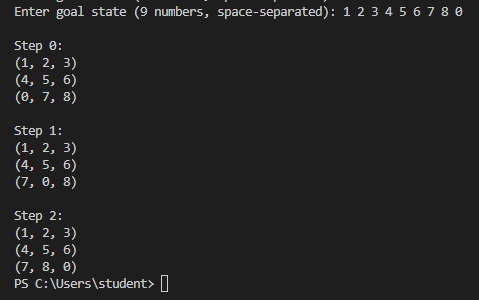 Enter goal state (9 numbers, space-separated): 1 2 3 4 5 6 7 8 0
Step 0:
(1, 2, 3)
(4, 5, 6)
(0, 7, 8)
Step 1:
(1, 2, 3)
(4, 5, 6)
(7, 0, 8)
Step 2:
(1, 2, 3)
(4, 5, 6)
(7, 8, 0)
PS C:\Users\student>